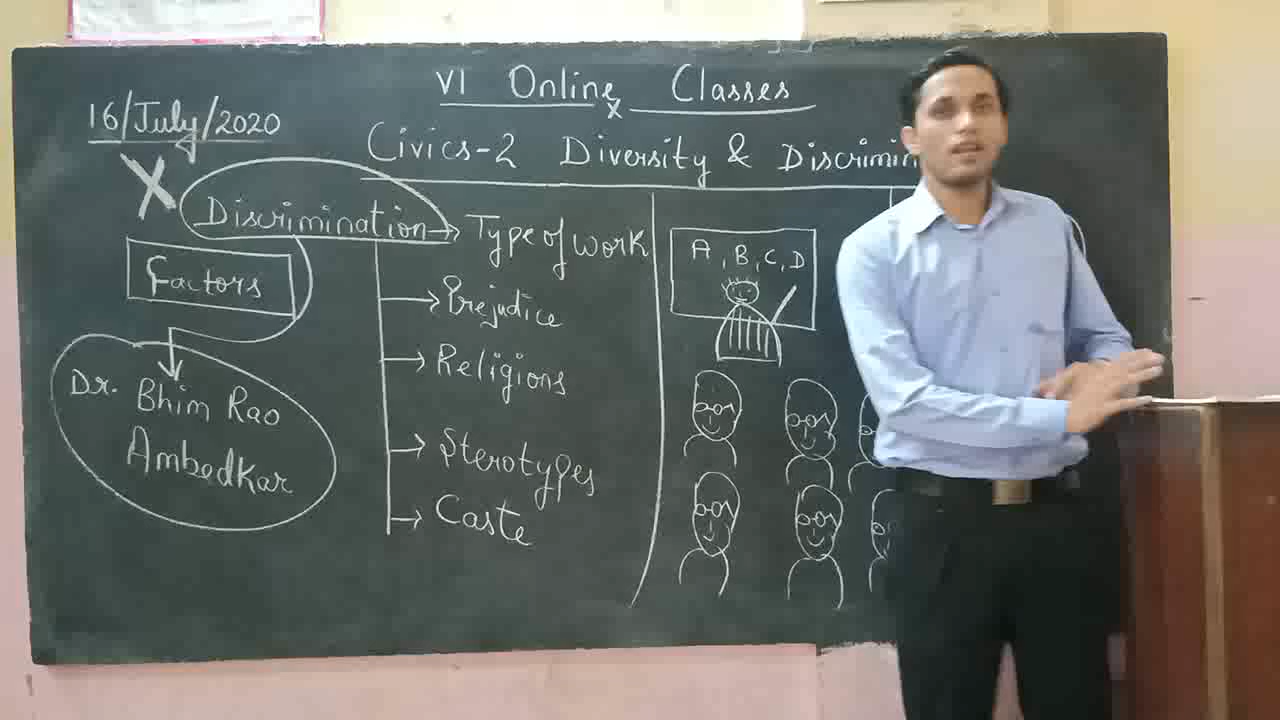 VI Online Classes
16/July/2020
x
Civics-2 Diversity & Discrimin
X
Discrimination
Factors
Dr. Bhim Rao
Ambedkar
Type of work
Prejudice
Religions
Sterotypes
Caste
A, B, C, D